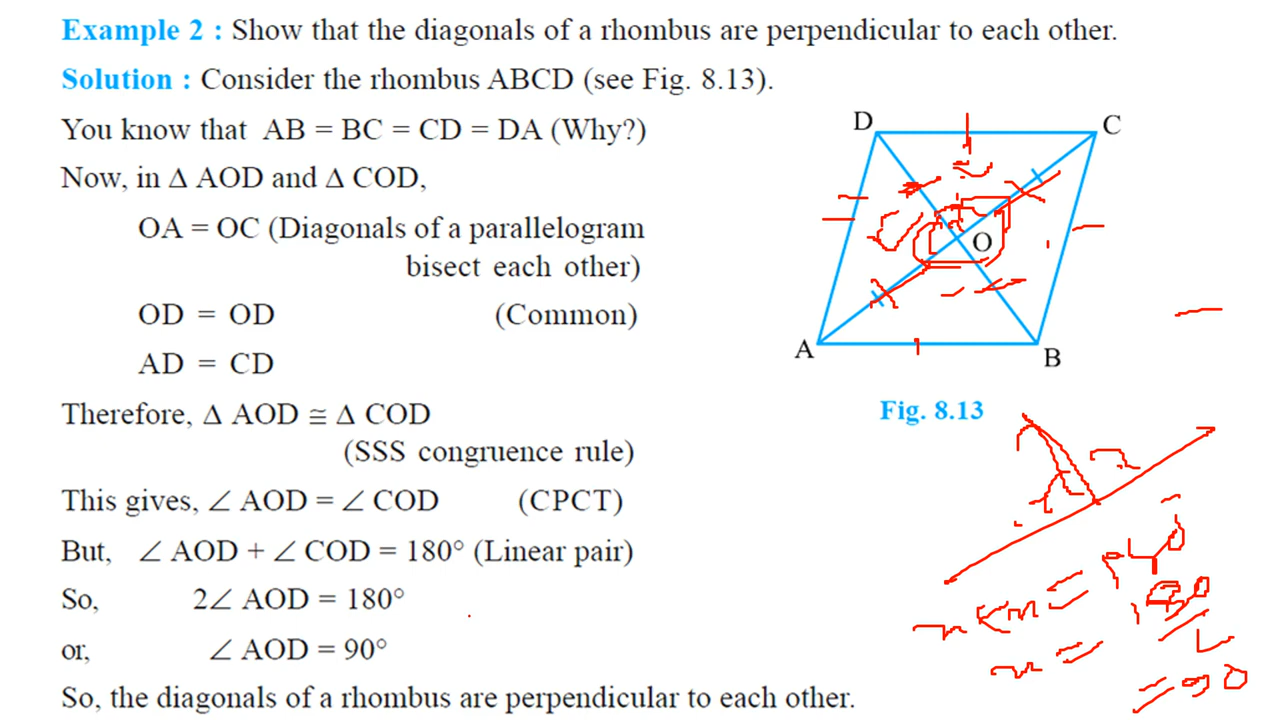 Example 2 : Show that the diagonals of a rhombus are perpendicular to each other.
Solution : Consider the rhombus ABCD (see Fig. 8.13).
You know that AB = BC = CD = DA (Why?)
Now, in Δ AOD and Δ COD,
OA = OC (Diagonals of a parallelogram
bisect each other)
OD = OD (Common)
AD = CD
Therefore, Δ AOD ≅ Δ COD
(SSS congruence rule)
This gives, ∠ AOD = ∠ COD (CPCT)
But, ∠ AOD + ∠ COD = 180° (Linear pair)
So, 2∠ AOD = 180°
or, ∠ AOD = 90°
So, the diagonals of a rhombus are perpendicular to each other.
D
C
O
A
B
Fig. 8.13